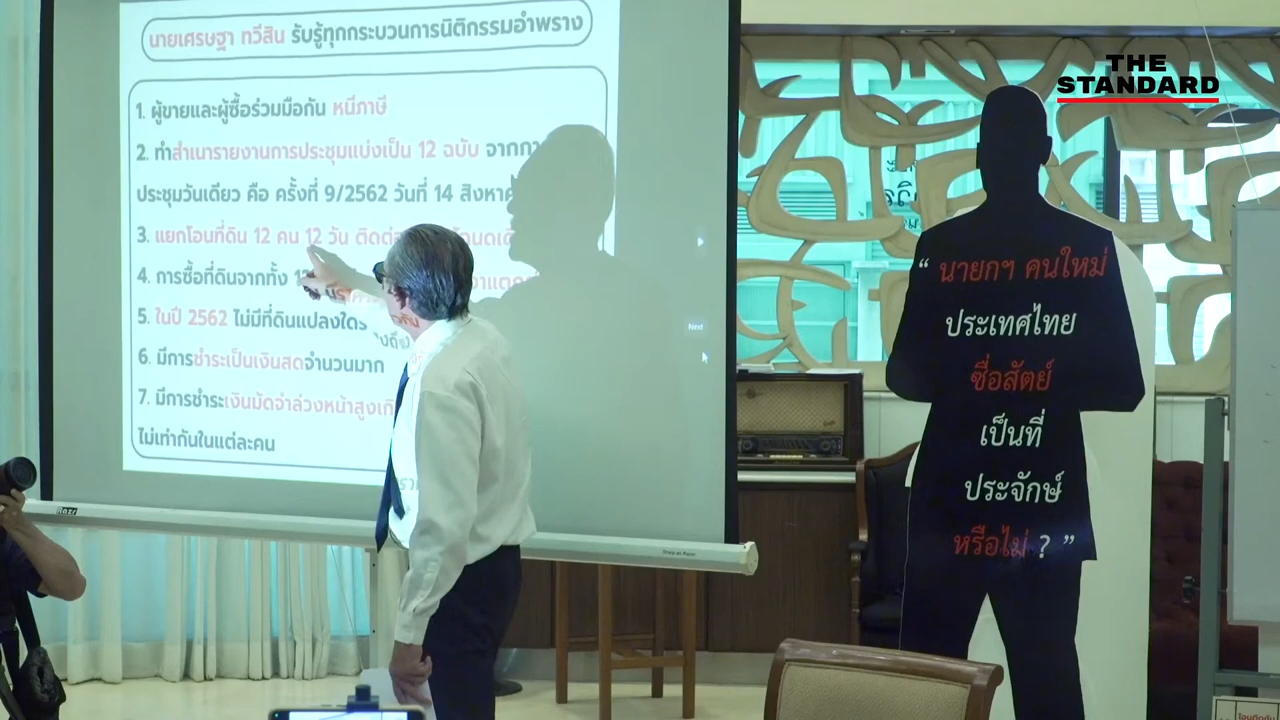 THE
STANDARD
นายเศรษฐา ทวีสิน รับรู้ทุกกระบวนการนิติกรรมอำพราง
1. ผู้ขายและผู้ซื้อร่วมมือกัน หนีภาษี
2. ทำสำเนารายงานการประชุมแบ่งเป็น 12 ฉบับ
ประชุมวันเดียว คือ ครั้งที่ 9/2562 วันที่ 14
3. แยกโอนที่ดิน 12 คน 12 วัน
4. การซื้อที่ดินจากทั้ง
5. ในปี 2562 ไม่มีที่ดินแปลงใด
6. มีการชำระเป็นเงินสดจำนวนมาก
7. มีการชำระเงินมัดจำล่วงหน้าสูง
ไม่เท่ากันในแต่ละคน
Next
“ นายกฯ คนใหม่
ประเทศไทย
ซื่อสัตย์
เป็นที่
ประจักษ์
หรือไม่ ? ”